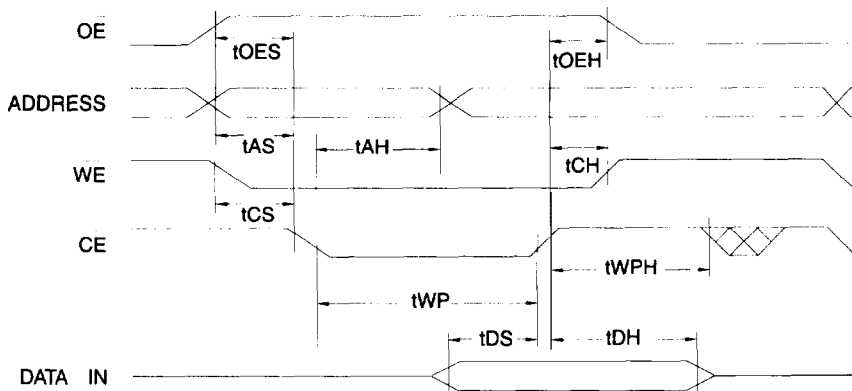 OE
tOES
tOEH
ADDRESS
tAS
tAH
tCH
WE
tCS
CE
tWPH
tWP
tDS
tDH
DATA IN